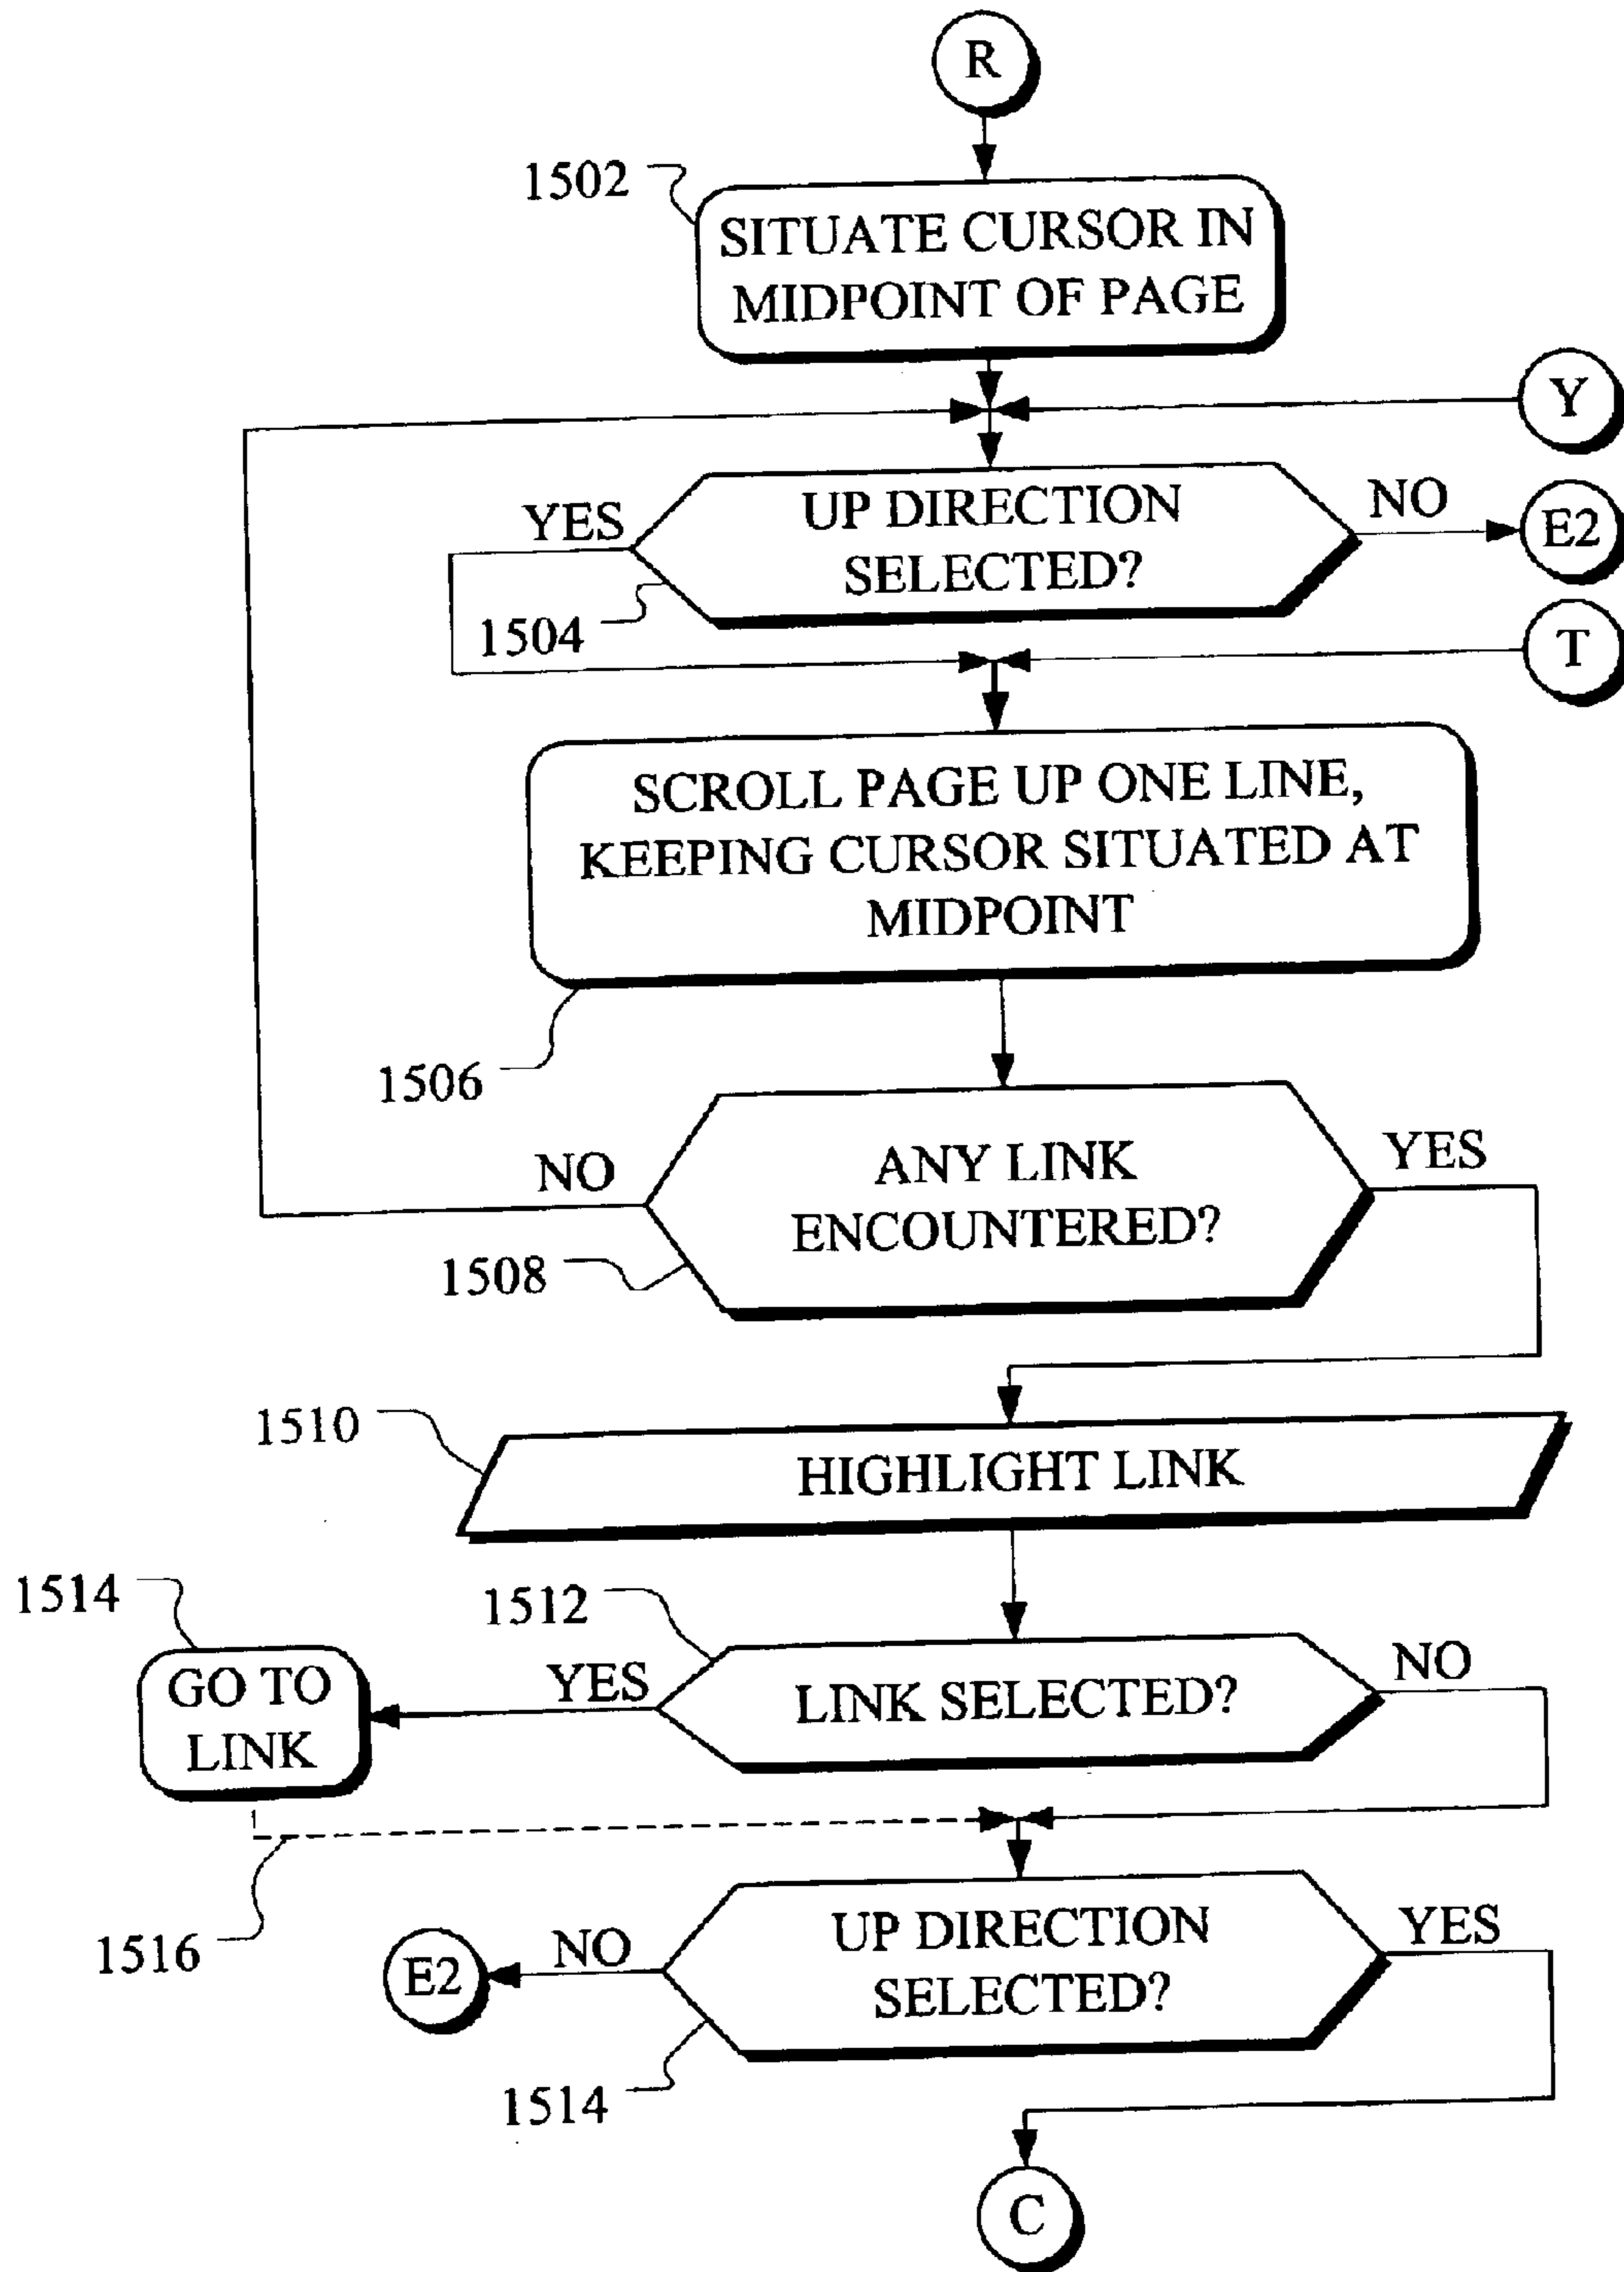 R
1502
SITUATE CURSOR IN
MIDPOINT OF PAGE
Y
YES
UP DIRECTION
SELECTED?
NO
E2
1504
T
SCROLL PAGE UP ONE LINE,
KEEPING CURSOR SITUATED AT
MIDPOINT
1506
NO
ANY LINK
ENCOUNTERED?
YES
1508
1510
HIGHLIGHT LINK
1514
GO TO
LINK
1512
YES
LINK SELECTED?
NO
1516
E2
NO
UP DIRECTION
SELECTED?
YES
1514
C